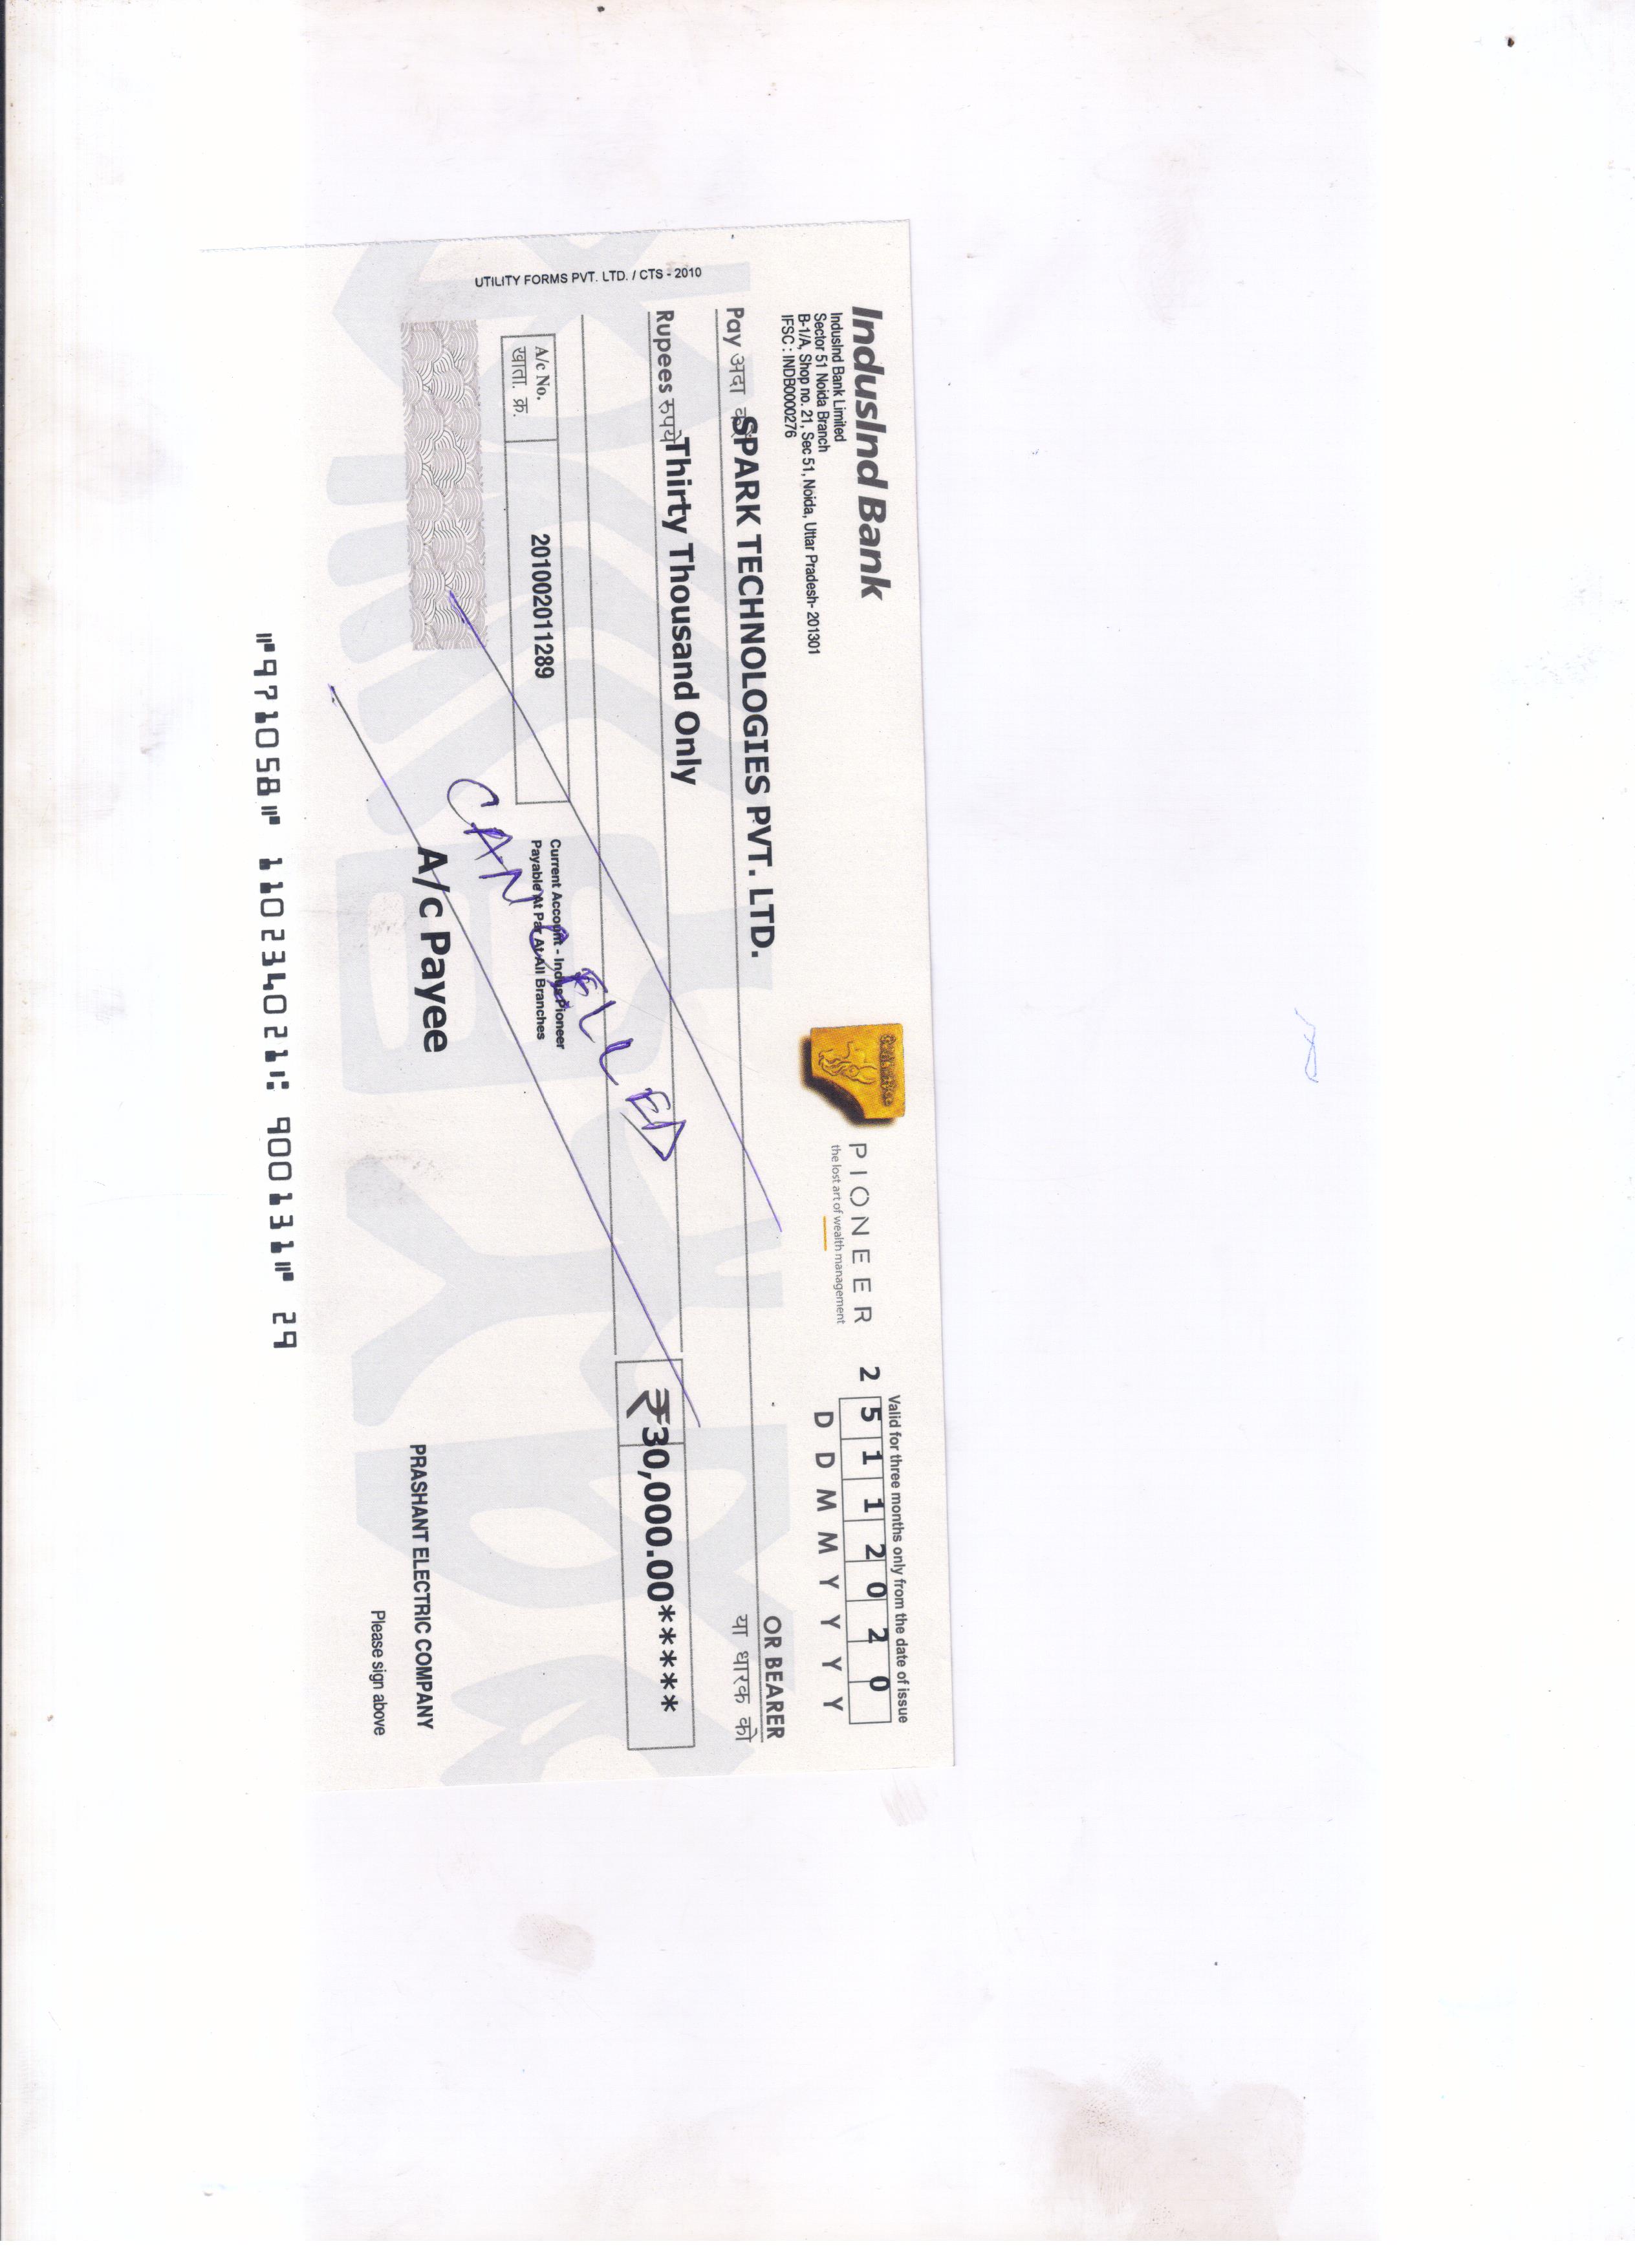 IndusInd Bank
IndusInd Bank Limited
Sector 51 Noida Branch
B-1/A, Shop no. 21, Sec 51, Noida, Uttar Pradesh- 201301
IFSC : INDB0000276
PIONEER
the lost art of wealth management
Valid for three months only from the date of issue
2 5 1 1 2 0 2 0
D D M M Y Y Y Y
Pay अदा करें SPARK TECHNOLOGIES PVT. LTD.
OR BEARER
या धारक को
Rupees रुपये Thirty Thousand Only
₹ 30,000.00*****
A/c No.
खाता. क्र.
201002011289
Current Account - Indus Pioneer
Payable At Par At All Branches
CANCELLED
A/c Payee
PRASHANT ELECTRIC COMPANY
Please sign above
UTILITY FORMS PVT. LTD. / CTS - 2010
⑈971058⑈ 110234021⑆ 900131⑈ 29